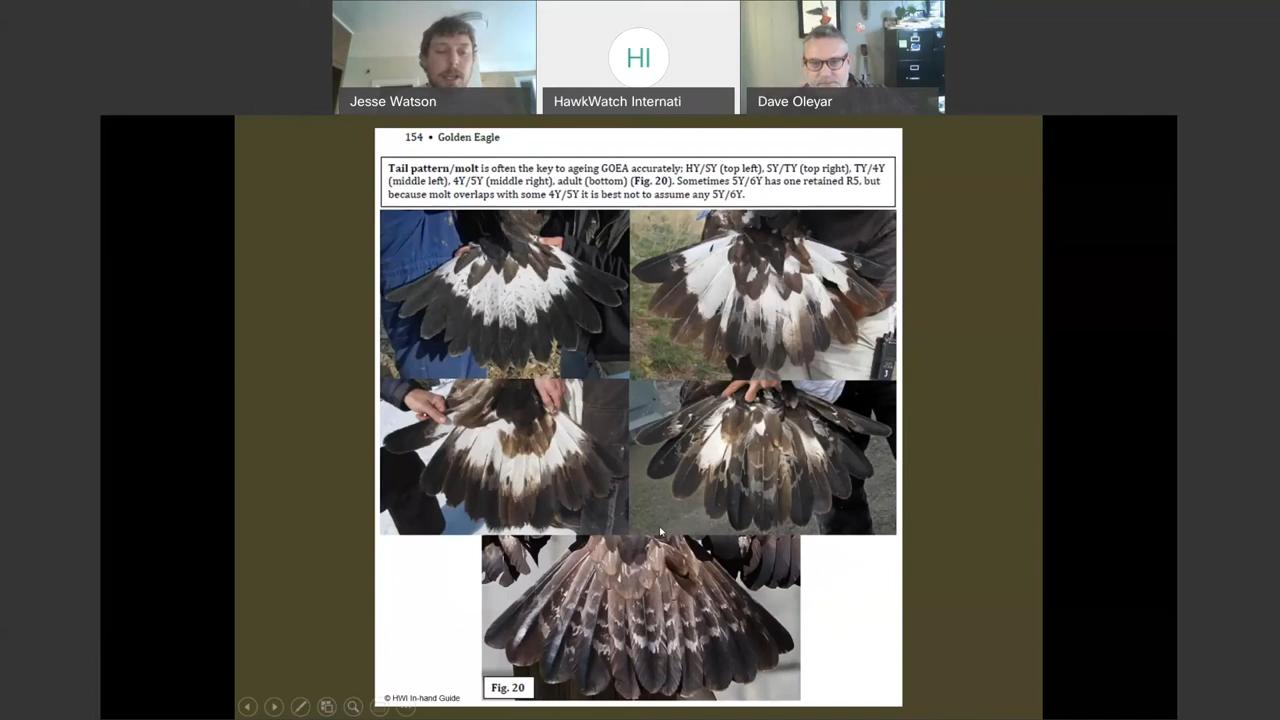 HI
Jesse Watson
HawkWatch Internati
Dave Oleyar
154 • Golden Eagle
Tail pattern/molt is often the key to ageing GOEA accurately; HY/SY (top left), SY/TY (top right), TY/4Y
(middle left), 4Y/5Y (middle right), adult (bottom) (Fig. 20). Sometimes 5Y/6Y has one retained R5, but
because molt overlaps with some 4Y/5Y it is best not to assume any 5Y/6Y.
Fig. 20
© HWI In-hand Guide